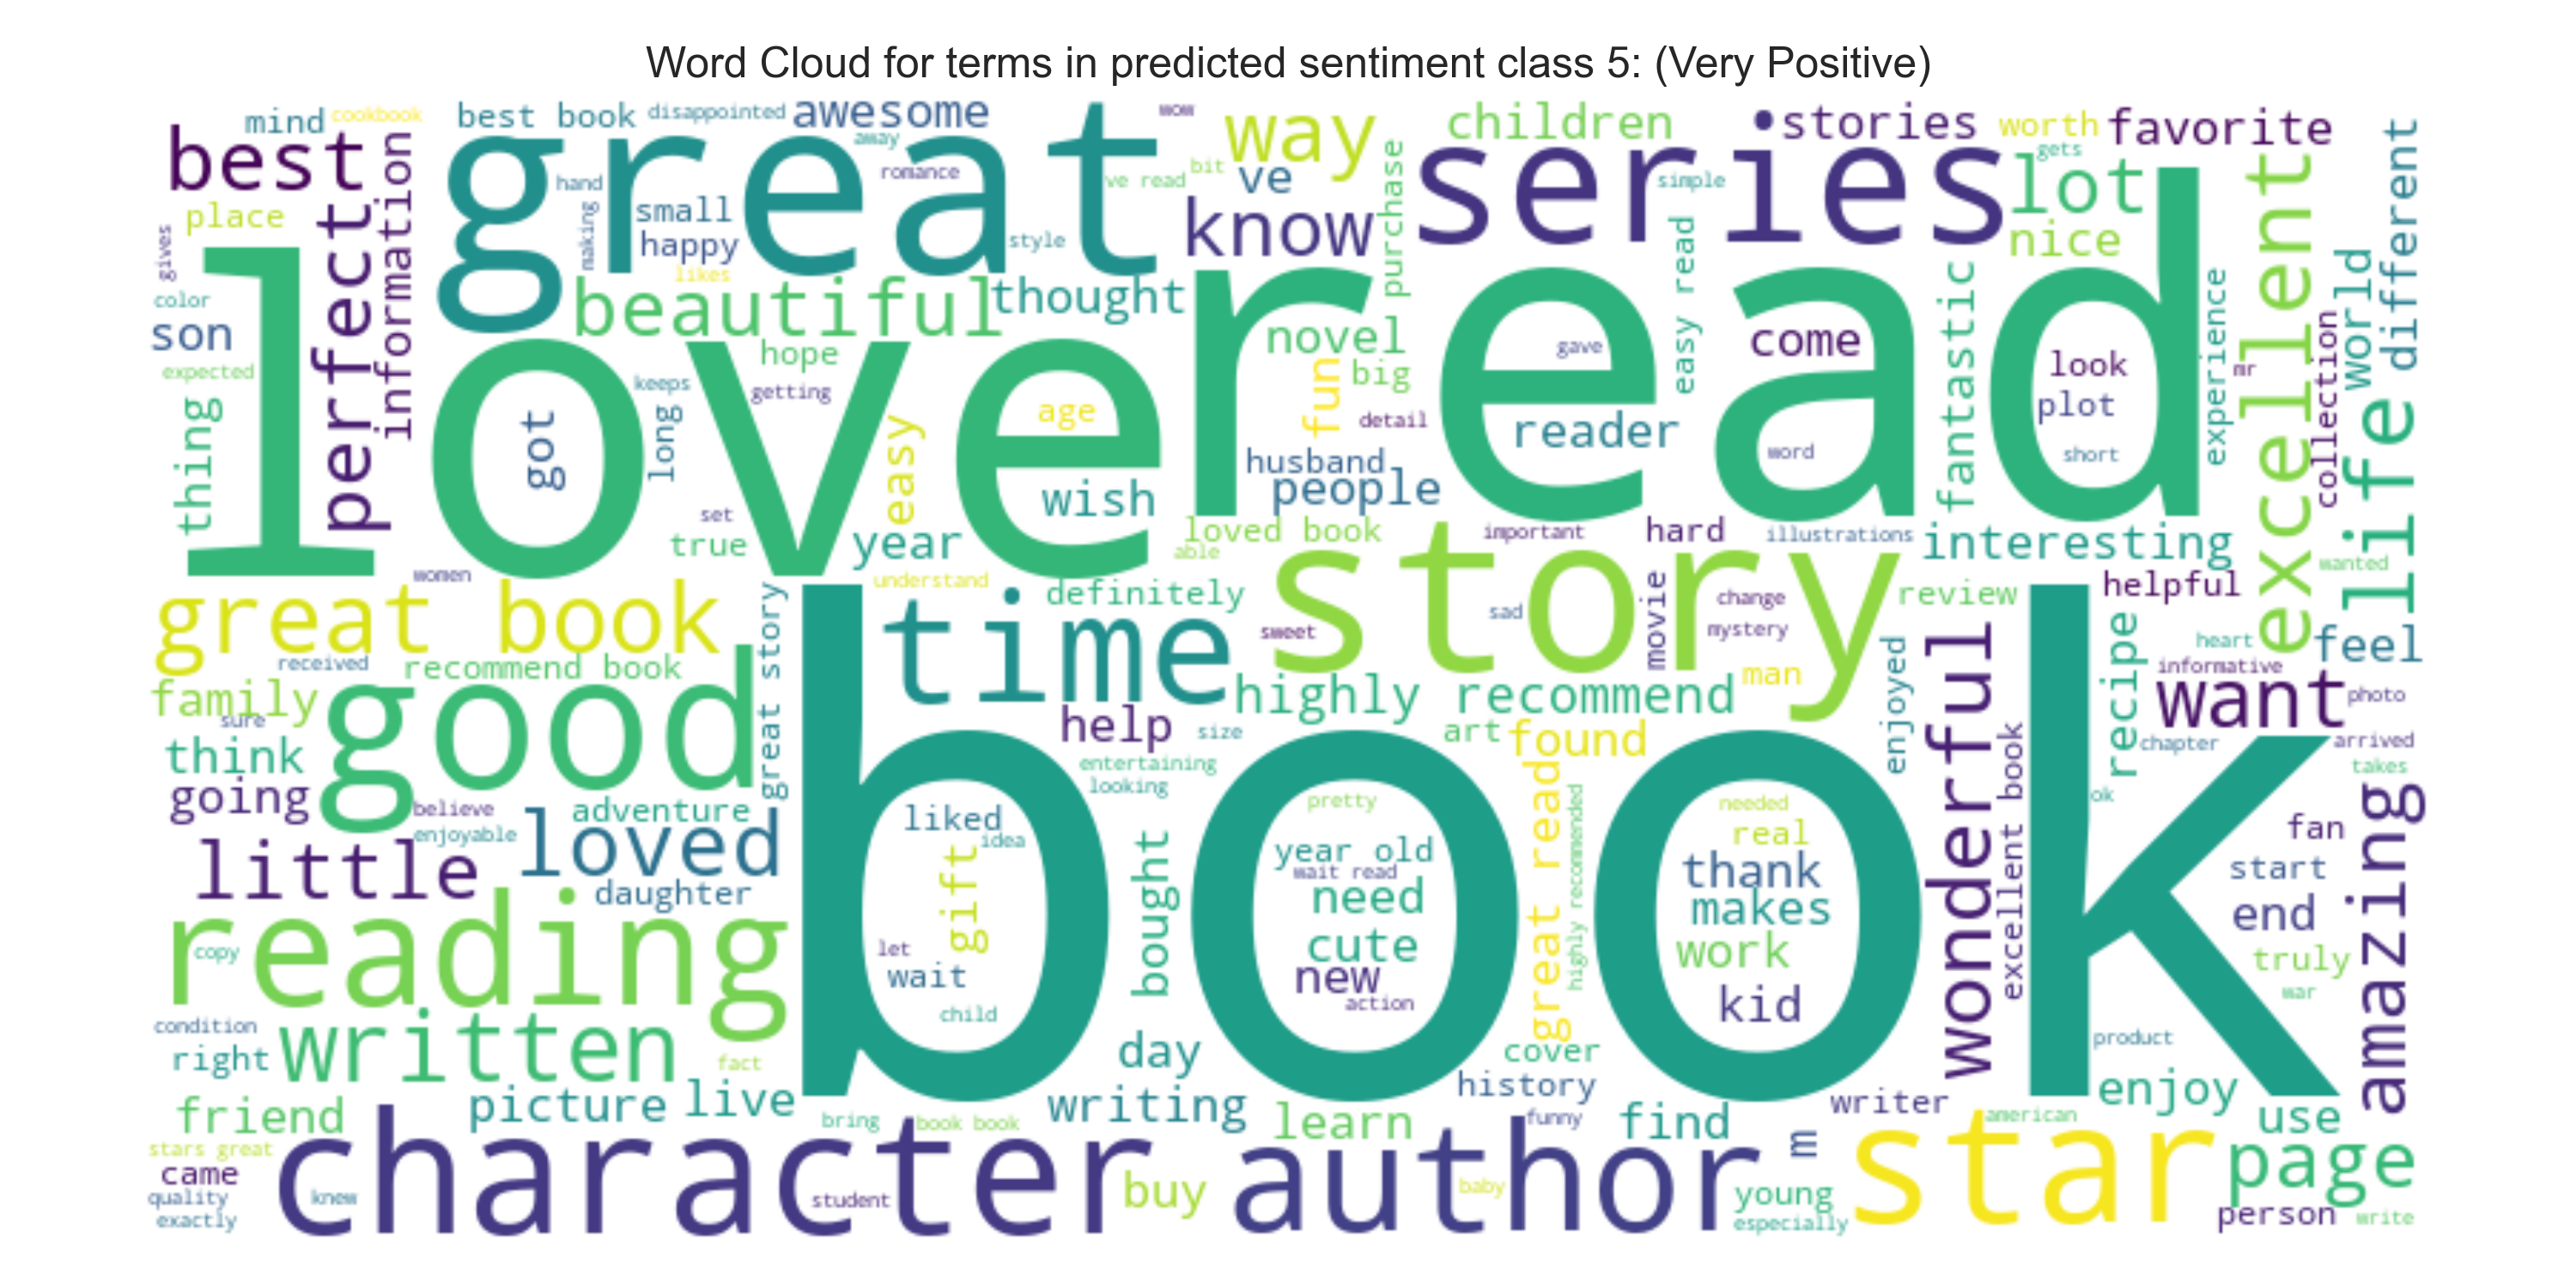 Word Cloud for terms in predicted sentiment class 5: (Very Positive)
mind
cookbook
best book
disappointed
awesome
wow
way
children
stories
worth
favorite
best
great
away
romance
ve read
bit
ve
purchase
series
simple
gets
lot
different
place
perfect
information
hand
making
small
happy
style
likes
know
nice
excellent
gives
color
son
expected
beautiful
thought
novel
easy read
come
fantastic
look
plot
short
experience
mr
world
collection
love
read
hope
keeps
getting
got
long
easy
age
wish
fun
big
gave
detail
reader
word
husband
people
thing
set
true
year
loved book
able
important
hard
illustrations
interesting
wanted
life
women
understand
great book
great story
time
definitely
story
sweet
sad
movie
change
mystery
review
helpful
heart
feel
received
recommend book
family
sure
good
highly recommend
man
enjoyed
wonderful
recipe
informative
want
photo
think
help
size
art
found
chapter
arrived
takes
going
believe
enjoyable
adventure
loved
entertaining
looking
book
liked
idea
gift
let
wait
child
bought
pretty
year old
wait read
need
cute
new
action
great read
highly recommended
needed
real
thank
makes
work
kid
excellent book
ok
fan
start
end
truly
war
amazing
little
daughter
reading
copy
condition
right
written
fact
day
cover
history
product
enjoy
friend
picture
live
bring
book book
writing
learn
funny
find
writer
american
use
stars great
came
quality
exactly
knew
character
student
buy
author
baby
m
young
especially
star
page
person
write